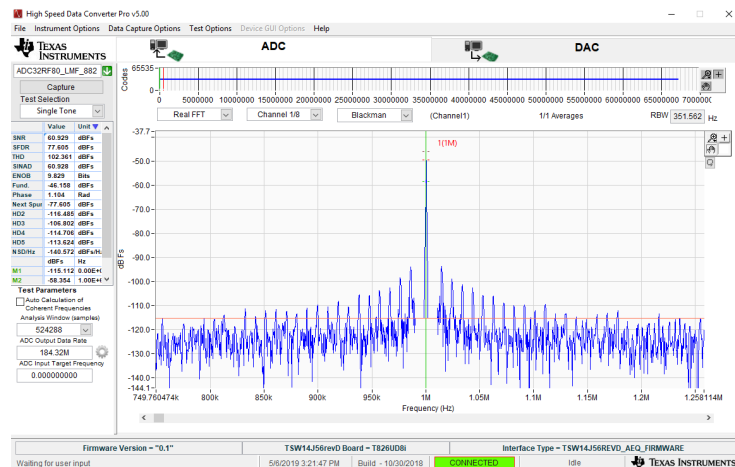 High Speed Data Converter Pro v5.00
File Instrument Options Data Capture Options Test Options Device GUI Options Help
TEXAS INSTRUMENTS
ADC
DAC
ADC32RF80_LMF_882
Capture
Test Selection
Single Tone
Value Unit
SNR 60.929 dBFs
SFDR 77.605 dBFs
THD 102.361 dBFs
SINAD 60.928 dBFs
ENOB 9.829 Bits
Fund. -46.158 dBFs
Phase 1.104 Rad
Next Spur -77.605 dBFs
HD2 -116.485 dBFs
HD3 -106.802 dBFs
HD4 -114.706 dBFs
HD5 -113.624 dBFs
NSD/Hz -140.572 dBFs/Hz
dBFs Hz
M1 -115.112 0.00E+0
M2 -58.354 1.00E+6
Test Parameters
Auto Calculation of
Coherent Frequencies
Analysis Window (samples)
524288
ADC Output Data Rate
184.32M
ADC Input Target Frequency
0.000000000
Codes
65535
0
0 5000000 10000000 15000000 20000000 25000000 30000000 35000000 40000000 45000000 50000000 55000000 60000000 65000000
Real FFT Channel 1/8 Blackman (Channel1) 1/1 Averages RBW 351.562 Hz
1(1M)
dBFs
-37.7
-50.0
-60.0
-70.0
-80.0
-90.0
-100.0
-110.0
-120.0
-130.0
-140.0
-144.1
749.760474k 800k 850k 900k 950k 1M 1.05M 1.1M 1.15M 1.2M 1.258114M
Frequency (Hz)
Firmware Version = "0.1" TSW14J56revD Board = T826UD8i Interface Type = TSW14J56REVD_AEQ_FIRMWARE
Waiting for user input 5/6/2019 3:21:47 PM Build - 10/30/2018 CONNECTED Idle TEXAS INSTRUMENTS